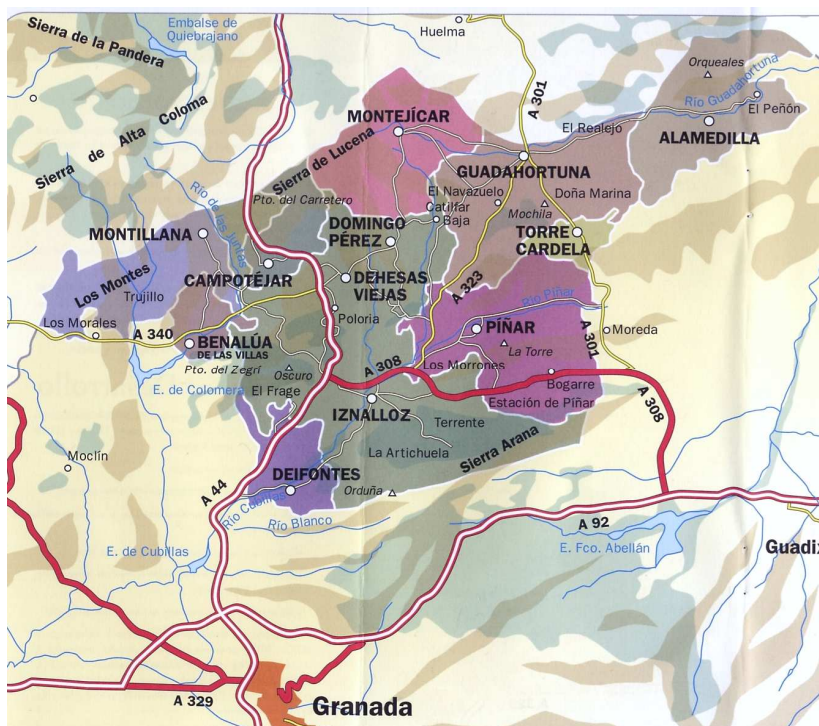 Embalse de
Quiebrajano
Sierra de la Pandera
Huelma
Orqueales
Río Guadahortuna
El Peñón
A 301
MONTEJÍCAR
El Realejo
ALAMEDILLA
Sierra de Alta Coloma
Sierra de Lucena
GUADAHORTUNA
Río de las Juntas
Pto. del Carretero
El Navazuelo
Doña Marina
Catilfar
Baja
Mochila
MONTILLANA
DOMINGO
PÉREZ
TORRE
CARDELA
CAMPOTÉJAR
DEHESAS
VIEJAS
Los Montes
Trujillo
A 323
Río Piñar
Poloria
Los Morales
A 340
PÍÑAR
A 301
Moreda
BENALÚA
DE LAS VILLAS
La Torre
Pto. del Zegrí
Oscuro
A 308
Los Morrones
Bogarre
E. de Colomera
El Frage
Estación de Píñar
A 308
IZNALLOZ
Terrente
La Artichuela
Sierra Arana
Moclín
DEIFONTES
A 44
Orduña
Río Cubillas
Río Blanco
A 92
E. de Cubillas
E. Fco. Abellán
Guadix
A 329
Granada